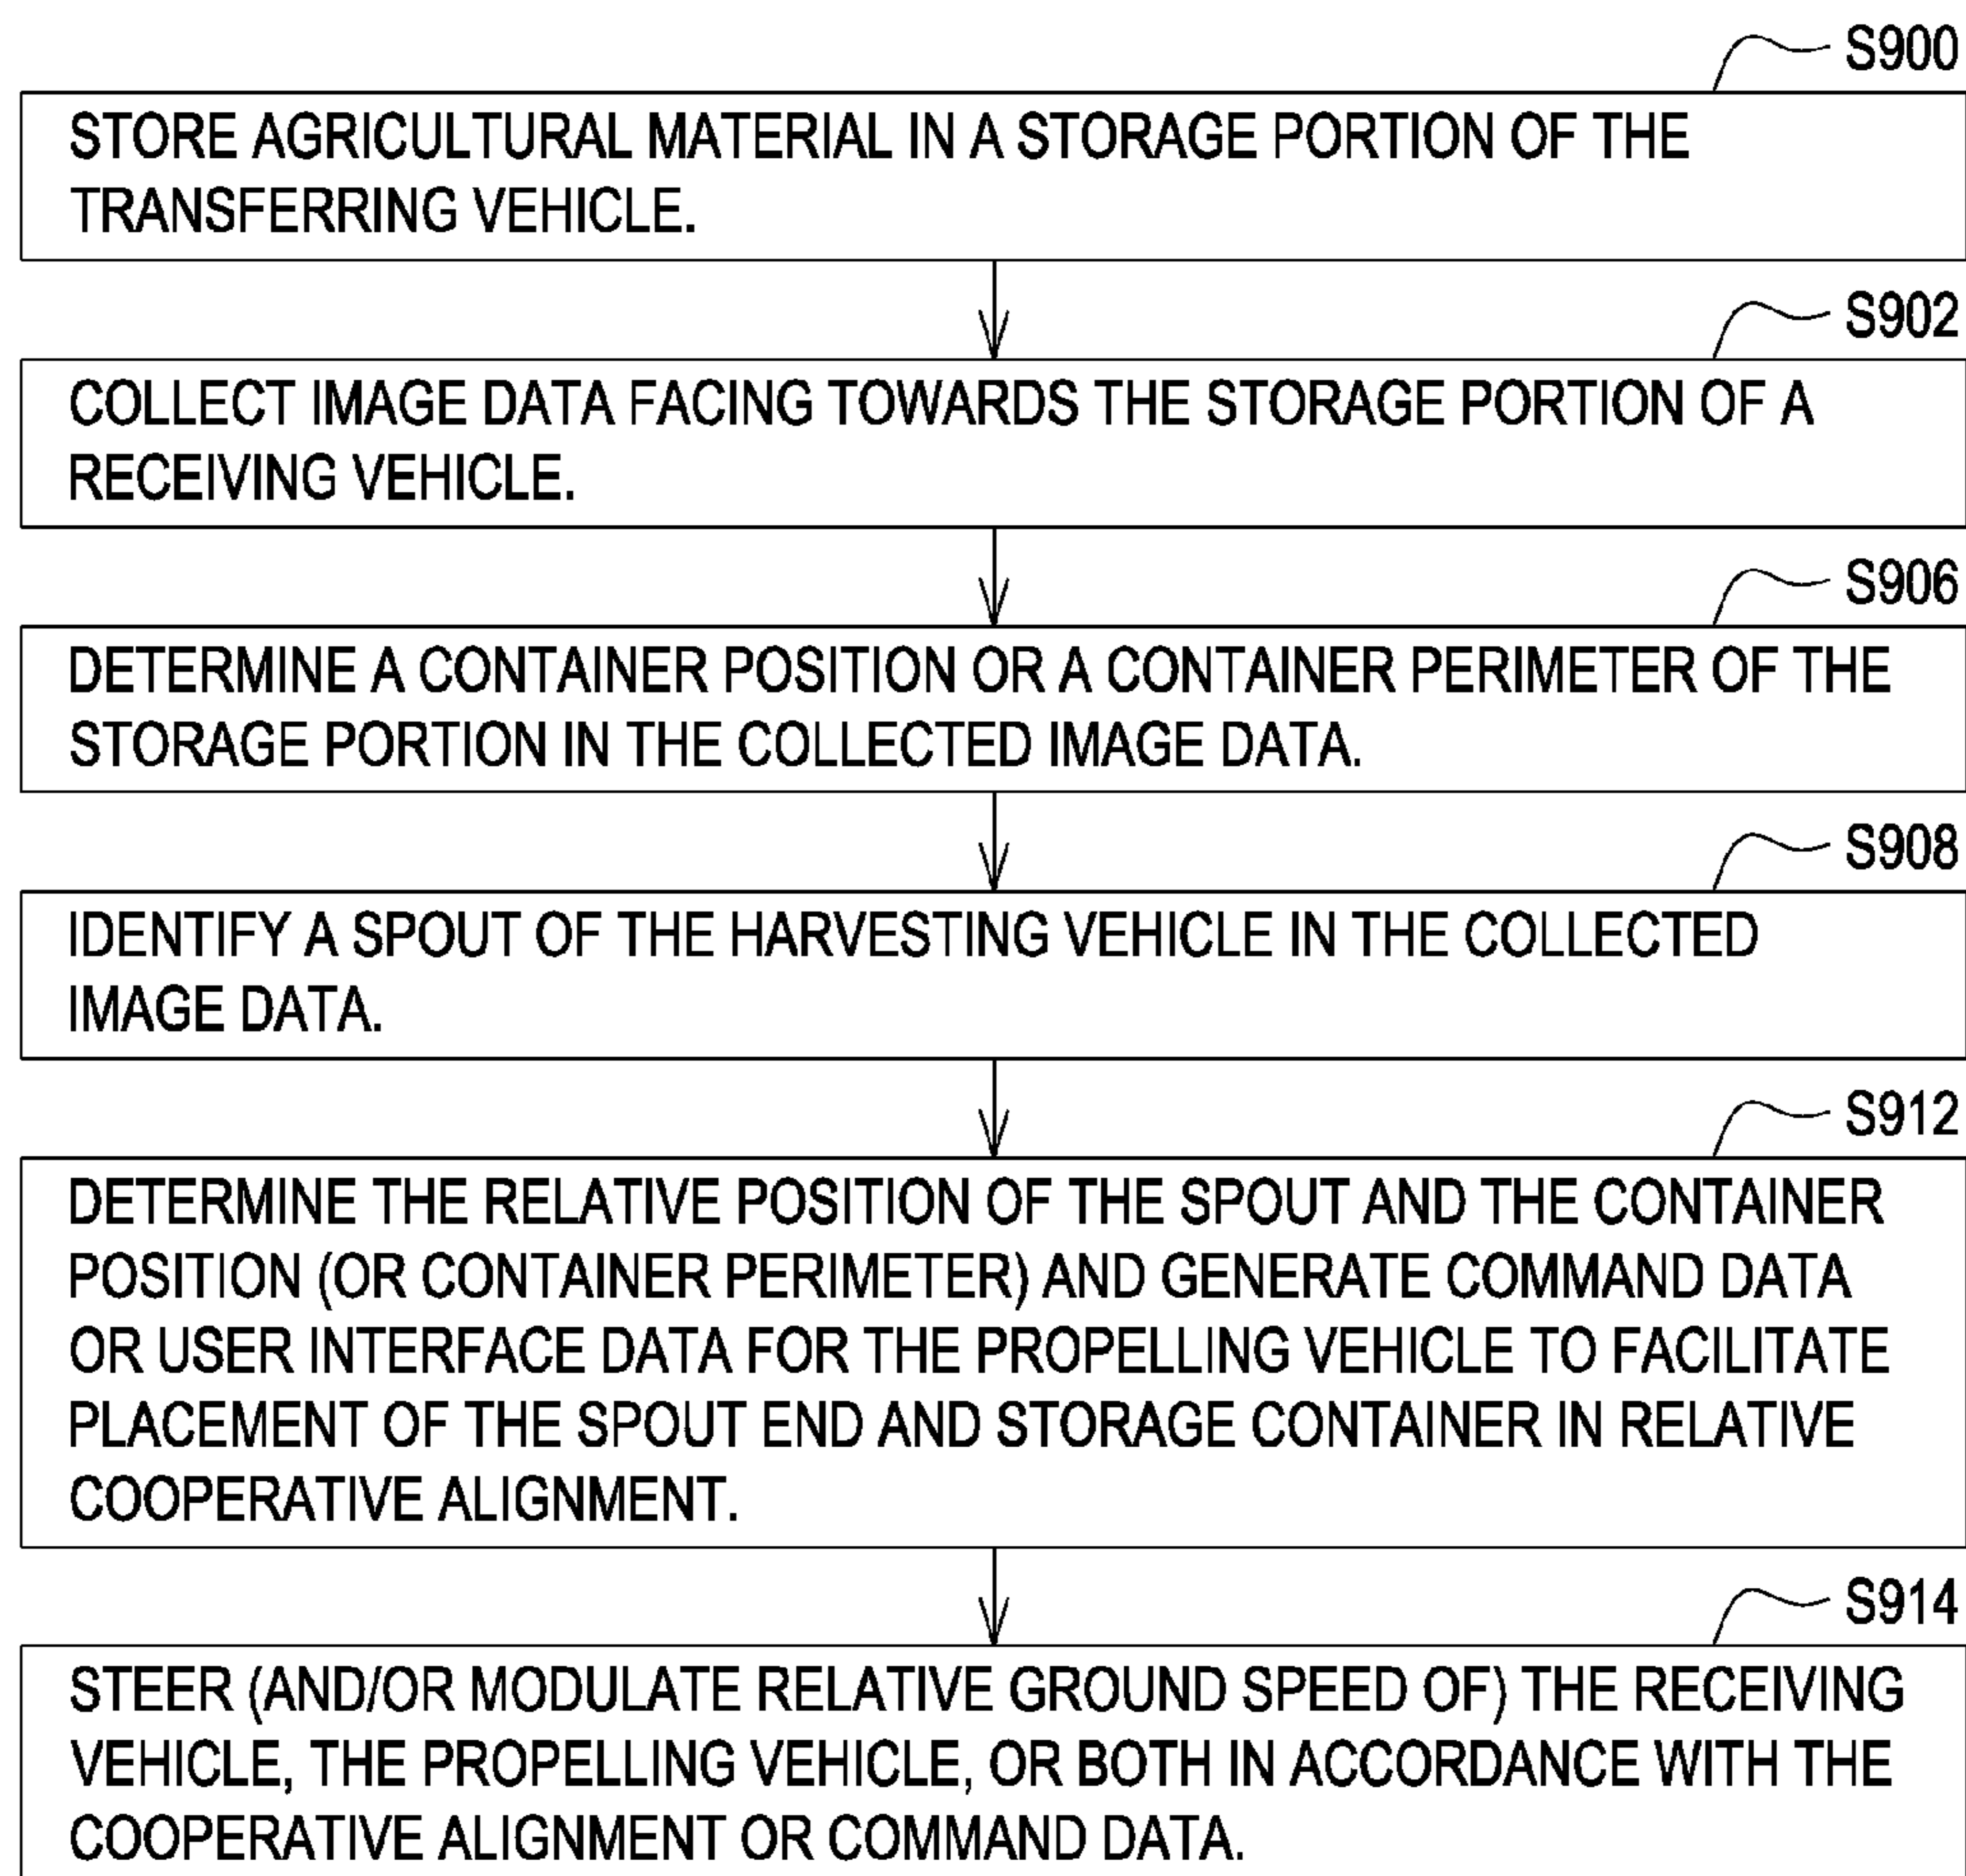 S900
STORE AGRICULTURAL MATERIAL IN A STORAGE PORTION OF THE
TRANSFERRING VEHICLE.
S902
COLLECT IMAGE DATA FACING TOWARDS THE STORAGE PORTION OF A
RECEIVING VEHICLE.
S906
DETERMINE A CONTAINER POSITION OR A CONTAINER PERIMETER OF THE
STORAGE PORTION IN THE COLLECTED IMAGE DATA.
S908
IDENTIFY A SPOUT OF THE HARVESTING VEHICLE IN THE COLLECTED
IMAGE DATA.
S912
DETERMINE THE RELATIVE POSITION OF THE SPOUT AND THE CONTAINER
POSITION (OR CONTAINER PERIMETER) AND GENERATE COMMAND DATA
OR USER INTERFACE DATA FOR THE PROPELLING VEHICLE TO FACILITATE
PLACEMENT OF THE SPOUT END AND STORAGE CONTAINER IN RELATIVE
COOPERATIVE ALIGNMENT.
S914
STEER (AND/OR MODULATE RELATIVE GROUND SPEED OF) THE RECEIVING
VEHICLE, THE PROPELLING VEHICLE, OR BOTH IN ACCORDANCE WITH THE
COOPERATIVE ALIGNMENT OR COMMAND DATA.